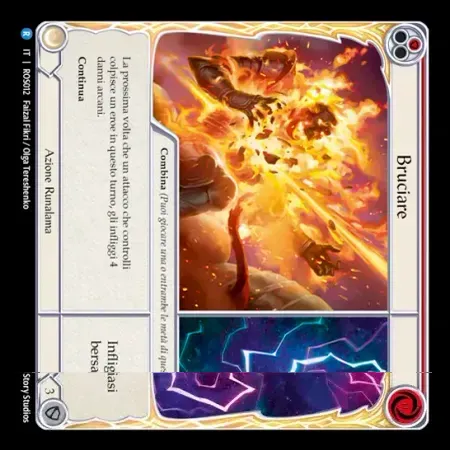 Bruciare
Combina (Puoi giocare una o entrambe le metà di ques
La prossima volta che un attacco che controlli
colpisce un eroe in questo turno, gli infliggi 4
danni arcani.
Continua
bersa
Azione Runalama
3
R IT | ROS012 Faizal Fikri / Olga Tereshenko
Story Studios